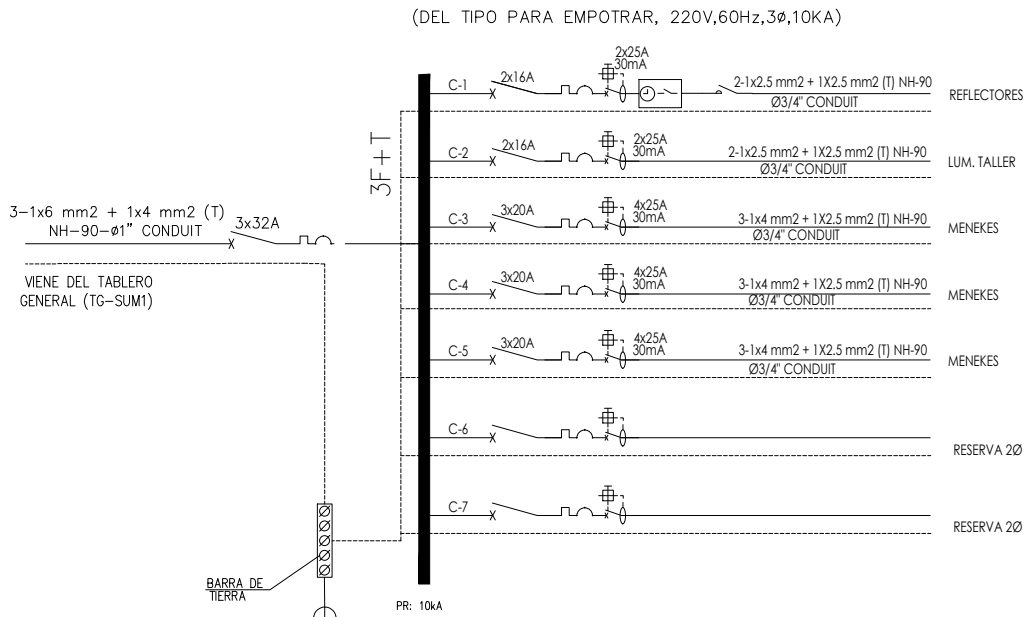 (DEL TIPO PARA EMPOTRAR, 220V,60Hz,3ø,10KA)
3F+T
3-1x6 mm2 + 1x4 mm2 (T)
NH-90-ø1" CONDUIT
3x32A
VIENE DEL TABLERO
GENERAL (TG-SUM1)
C-1
2x16A
2x25A
30mA
2-1x2.5 mm2 + 1X2.5 mm2 (T) NH-90
Ø3/4" CONDUIT
REFLECTORES
C-2
2x16A
2x25A
30mA
2-1x2.5 mm2 + 1X2.5 mm2 (T) NH-90
Ø3/4" CONDUIT
LUM. TALLER
C-3
3x20A
4x25A
30mA
3-1x4 mm2 + 1X2.5 mm2 (T) NH-90
Ø3/4" CONDUIT
MENEKES
C-4
3x20A
4x25A
30mA
3-1x4 mm2 + 1X2.5 mm2 (T) NH-90
Ø3/4" CONDUIT
MENEKES
C-5
3x20A
4x25A
30mA
3-1x4 mm2 + 1X2.5 mm2 (T) NH-90
Ø3/4" CONDUIT
MENEKES
C-6
RESERVA 2Ø
C-7
RESERVA 2Ø
BARRA DE
TIERRA
PR: 10kA